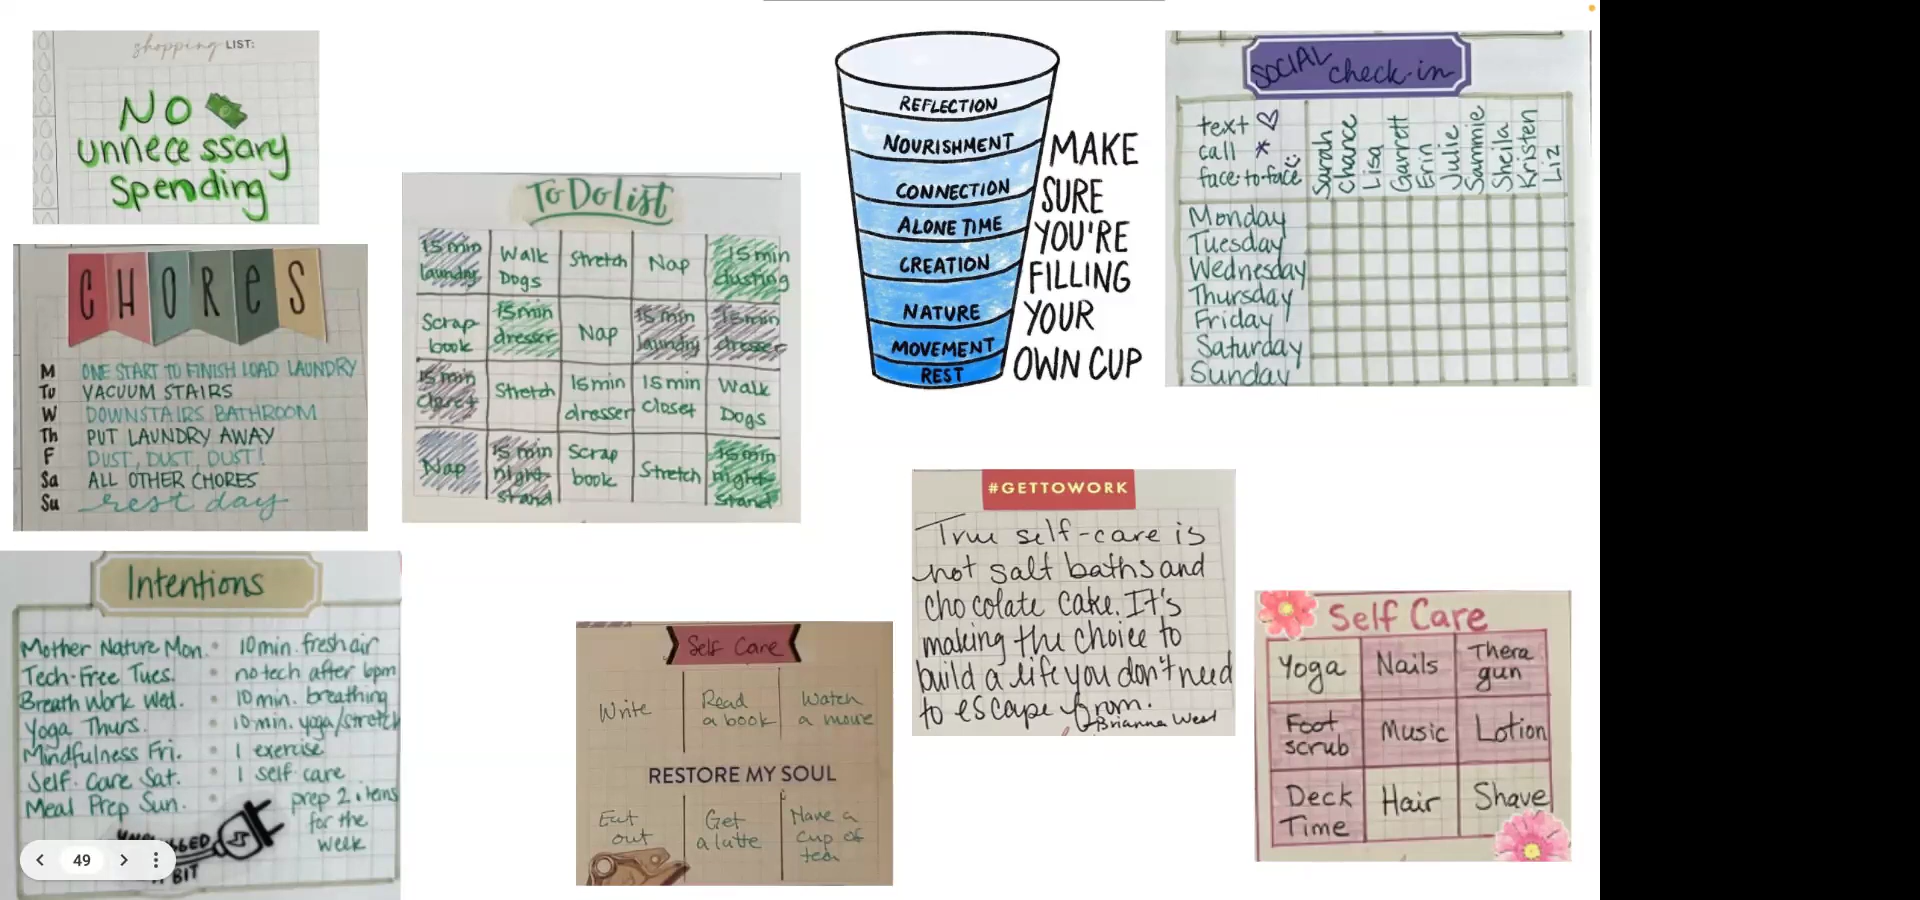 shopping LIST:
NO
unnecessary
spending
CHORES
M ONE START TO FINISH LOAD LAUNDRY
Tu VACUUM STAIRS
W DOWNSTAIRS BATHROOM
Th PUT LAUNDRY AWAY
F DUST, DUST, DUST!
Sa ALL OTHER CHORES
Su rest day
Intentions
Mother Nature Mon. • 10 min. fresh air
Tech-Free Tues. • no tech after 6pm
Breath Work Wed. • 10 min. breathing
Yoga Thurs. • 10 min. yoga/stretch
Mindfulness Fri. • 1 exercise
Self-Care Sat. • 1 self-care
Meal Prep Sun. • prep 2 items
for the
week
BIT
49
To Do list
15 min laundry
Walk Dogs
Stretch
Nap
15 min dusting
Scrap book
15 min dresser
Nap
15 min laundry
15 min dresser
15 min closet
Stretch
15 min dresser
15 min closet
Walk Dogs
Nap
15 min night stand
Scrap book
Stretch
15 min night stand
REFLECTION
NOURISHMENT
CONNECTION
ALONE TIME
CREATION
NATURE
MOVEMENT
REST
MAKE
SURE
YOU'RE
FILLING
YOUR
OWN CUP
SOCIAL check-in
text ♡
call *
face-to-face
Sarah
Chance
Lisa
Garrett
Erin
Julie
Sammie
Sheila
Kristen
Liz
Monday
Tuesday
Wednesday
Thursday
Friday
Saturday
Sunday
Self Care
Write
Read a book
Watch a movie
RESTORE MY SOUL
Eat out
Get a latte
Have a cup of tea
#GETTOWORK
True self-care is
not salt baths and
chocolate cake. It's
making the choice to
build a life you don't need
to escape from.
-Brianna West
Self Care
Yoga
Nails
Thera gun
Foot scrub
Music
Lotion
Deck Time
Hair
Shave